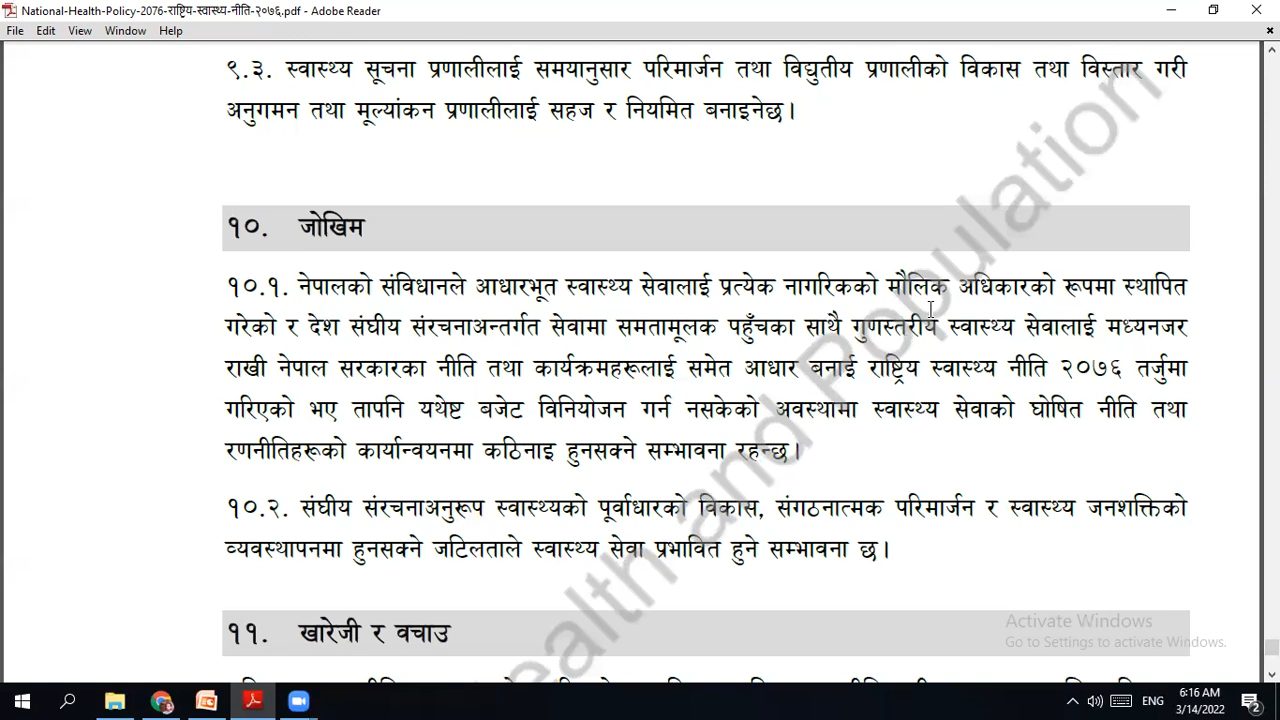 National-Health-Policy-2076-राष्ट्रिय-स्वास्थ्य-नीति-२०७६.pdf - Adobe Reader
File Edit View Window Help
९.३. स्वास्थ्य सूचना प्रणालीलाई समयानुसार परिमार्जन तथा विद्युतीय प्रणालीको विकास तथा विस्तार गरी
अनुगमन तथा मूल्यांकन प्रणालीलाई सहज र नियमित बनाइनेछ।
१०. जोखिम
१०.१. नेपालको संविधानले आधारभूत स्वास्थ्य सेवालाई प्रत्येक नागरिकको मौलिक अधिकारको रूपमा स्थापित
गरेको र देश संघीय संरचनाअन्तर्गत सेवामा समतामूलक पहुँचका साथै गुणस्तरीय स्वास्थ्य सेवालाई मध्यनजर
राखी नेपाल सरकारका नीति तथा कार्यक्रमहरूलाई समेत आधार बनाई राष्ट्रिय स्वास्थ्य नीति २०७६ तर्जुमा
गरिएको भए तापनि यथेष्ट बजेट विनियोजन गर्न नसकेको अवस्थामा स्वास्थ्य सेवाको घोषित नीति तथा
रणनीतिहरूको कार्यान्वयनमा कठिनाइ हुनसक्ने सम्भावना रहन्छ।
१०.२. संघीय संरचनाअनुरूप स्वास्थ्यको पूर्वाधारको विकास, संगठनात्मक परिमार्जन र स्वास्थ्य जनशक्तिको
व्यवस्थापनमा हुनसक्ने जटिलताले स्वास्थ्य सेवा प्रभावित हुने सम्भावना छ।
११. खारेजी र वचाउ
ealth and Population
Activate Windows
Go to Settings to activate Windows.
ENG
6:16 AM
3/14/2022
2